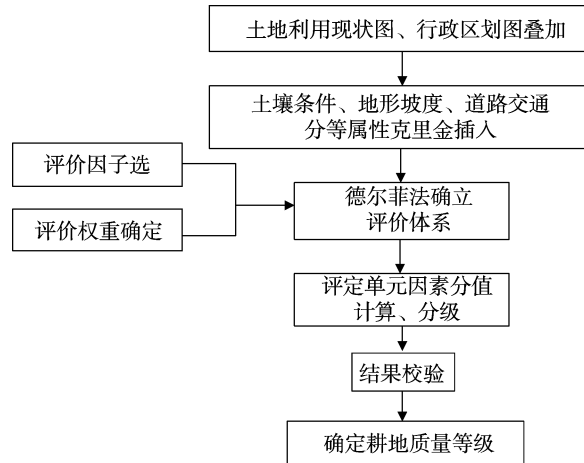 土地利用现状图、行政区划图叠加
土壤条件、地形坡度、道路交通
分等属性克里金插入
评价因子选
评价权重确定
德尔菲法确立
评价体系
评定单元因素分值
计算、分级
结果校验
确定耕地质量等级